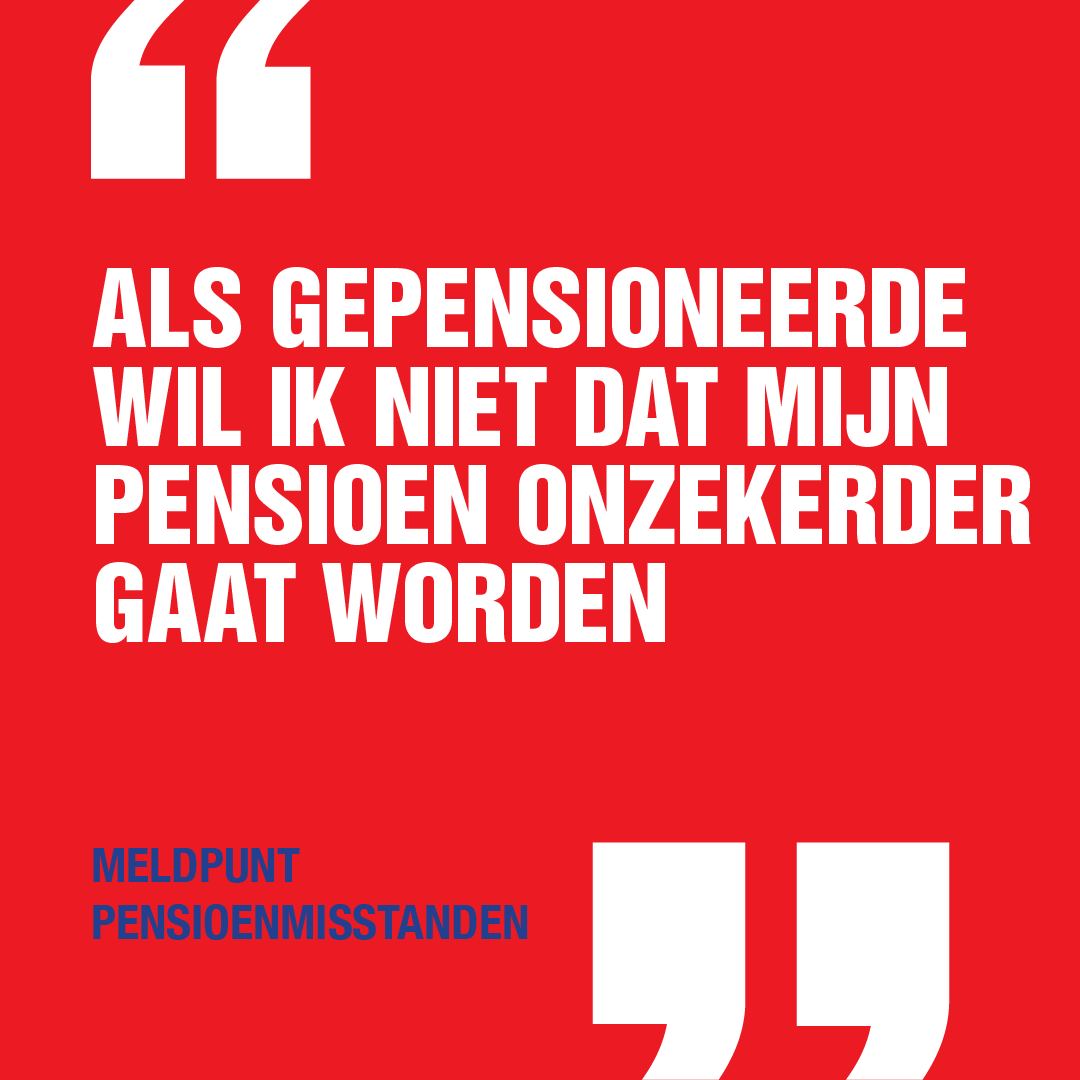 ALS GEPENSIONEERDE
WIL IK NIET DAT MIJN
PENSIOEN ONZEKERDER
GAAT WORDEN
MELDPUNT
PENSIOENMISSTANDEN